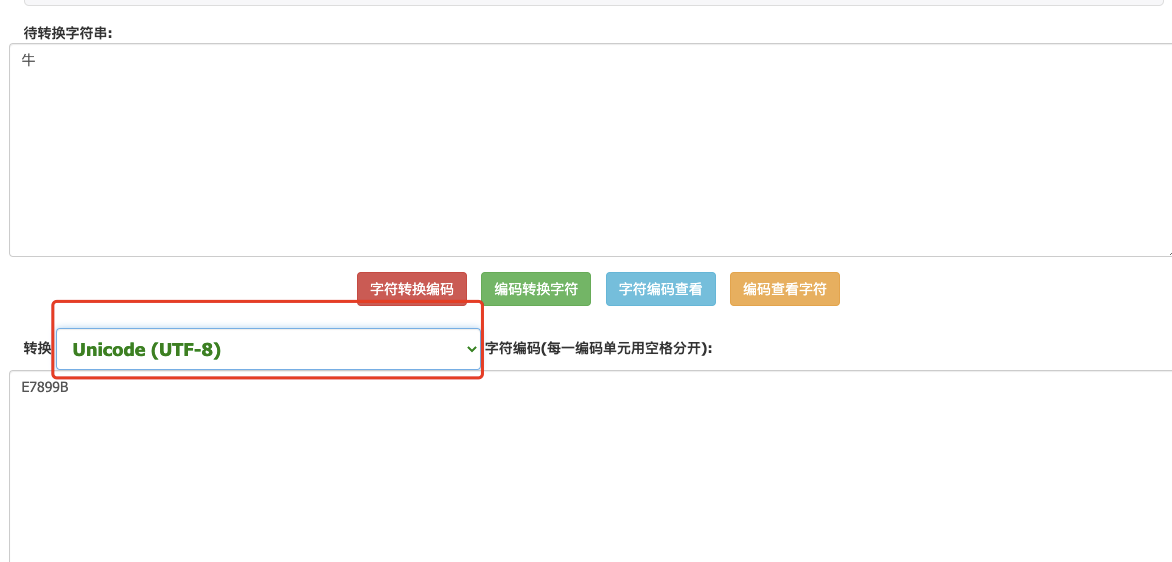 待转换字符串:
牛
字符转换编码 编码转换字符 字符编码查看 编码查看字符
转换 Unicode (UTF-8) 字符编码(每一编码单元用空格分开):
E7899B